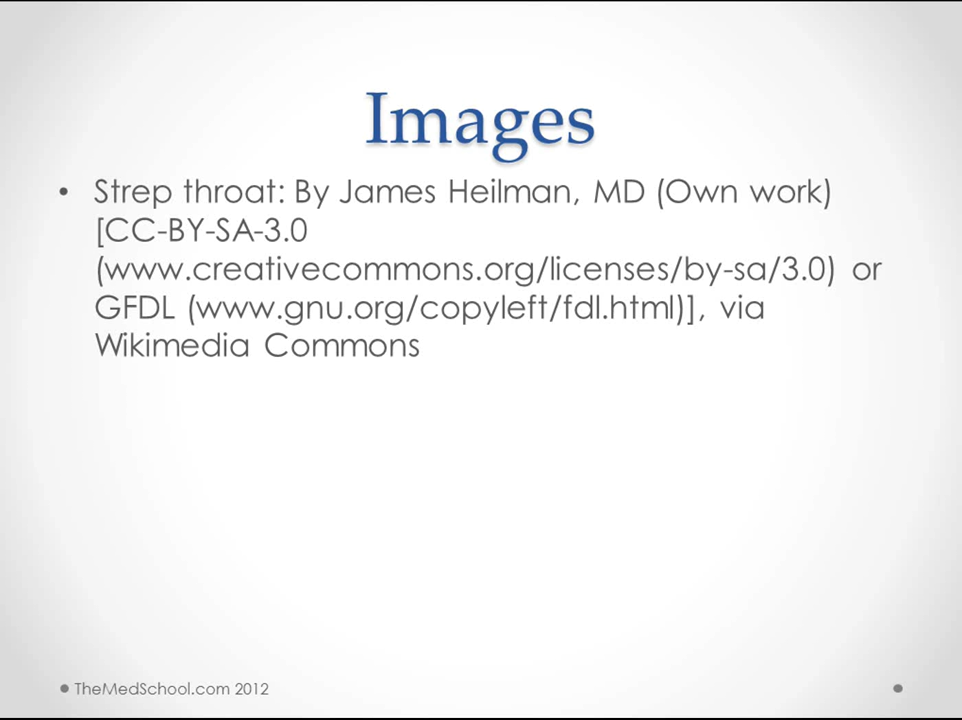 Images
• Strep throat: By James Heilman, MD (Own work)
[CC-BY-SA-3.0
(www.creativecommons.org/licenses/by-sa/3.0) or
GFDL (www.gnu.org/copyleft/fdl.html)], via
Wikimedia Commons
TheMedSchool.com 2012